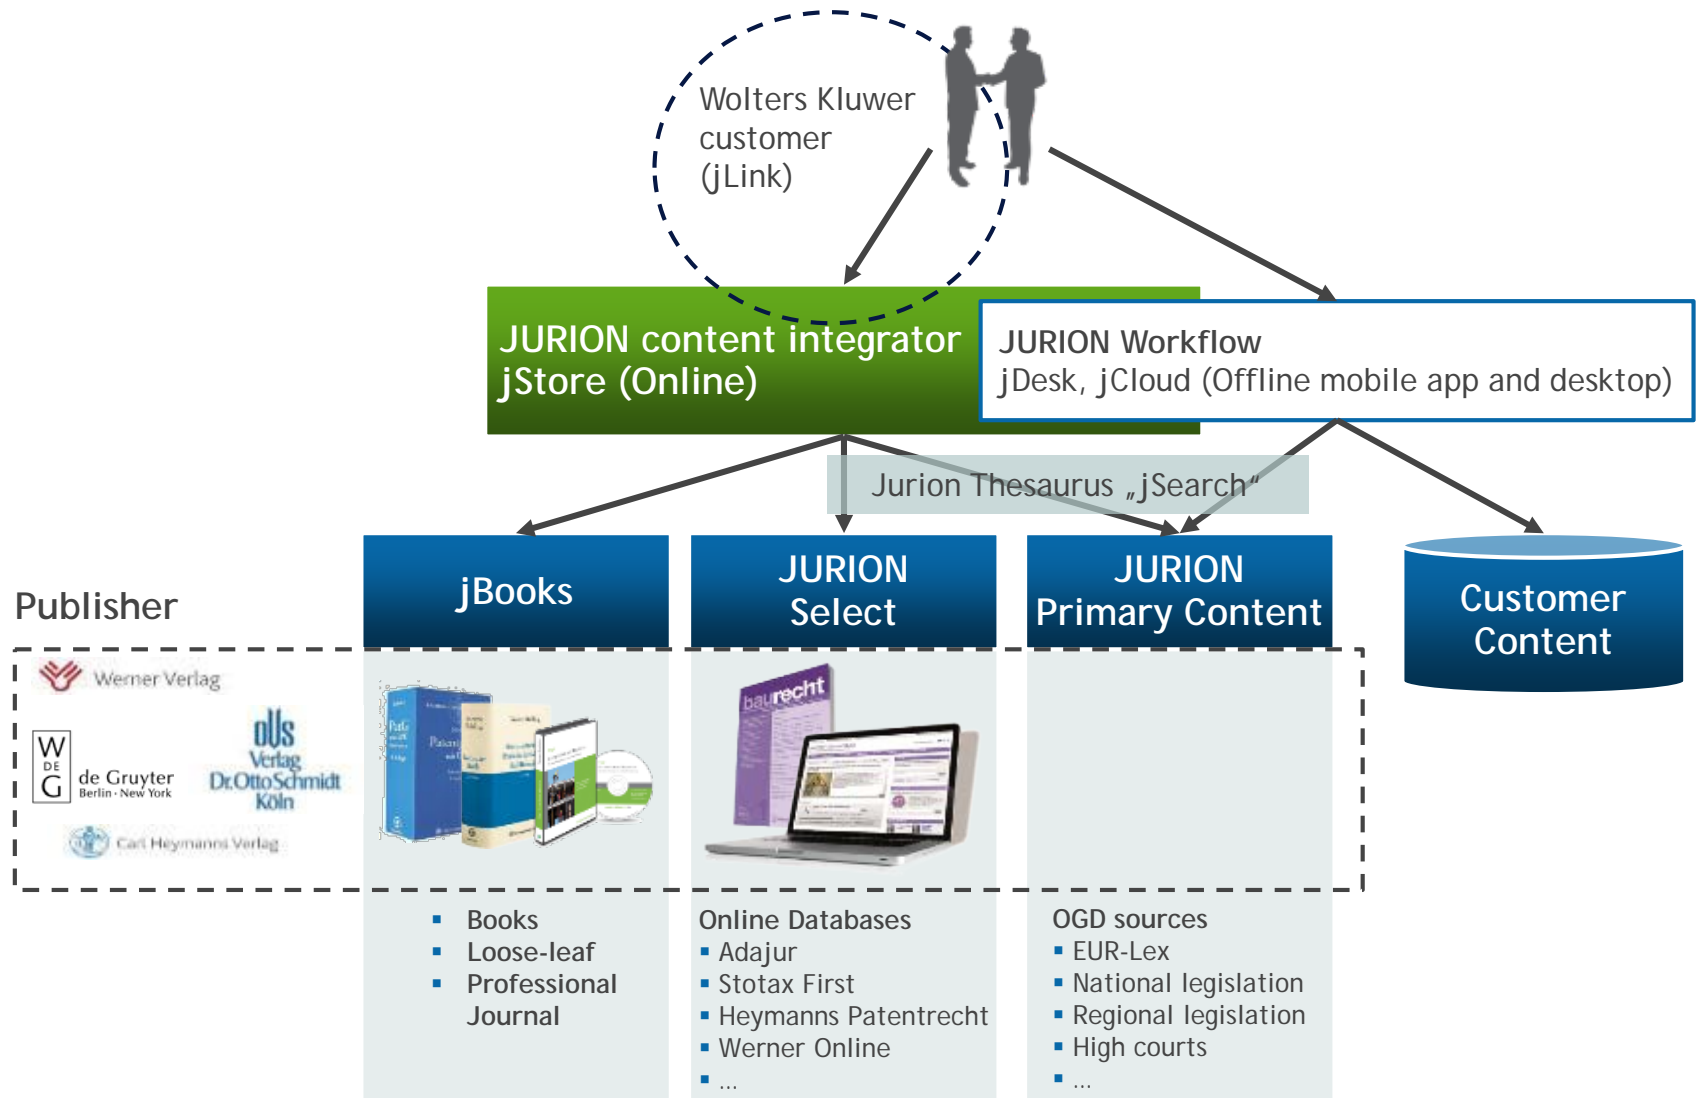 Wolters Kluwer
customer
(jLink)
JURION content integrator
jStore (Online)
JURION Workflow
jDesk, jCloud (Offline mobile app and desktop)
Jurion Thesaurus „jSearch“
jBooks
JURION
Select
JURION
Primary Content
Customer
Content
Publisher
Werner Verlag
W
DE
G
de Gruyter
Berlin · New York
oVs
Verlag
Dr.OttoSchmidt
Köln
Carl Heymanns Verlag
baurecht
▪ Books
▪ Loose-leaf
▪ Professional
Journal
Online Databases
▪ Adajur
▪ Stotax First
▪ Heymanns Patentrecht
▪ Werner Online
▪ ...
OGD sources
▪ EUR-Lex
▪ National legislation
▪ Regional legislation
▪ High courts
▪ ...